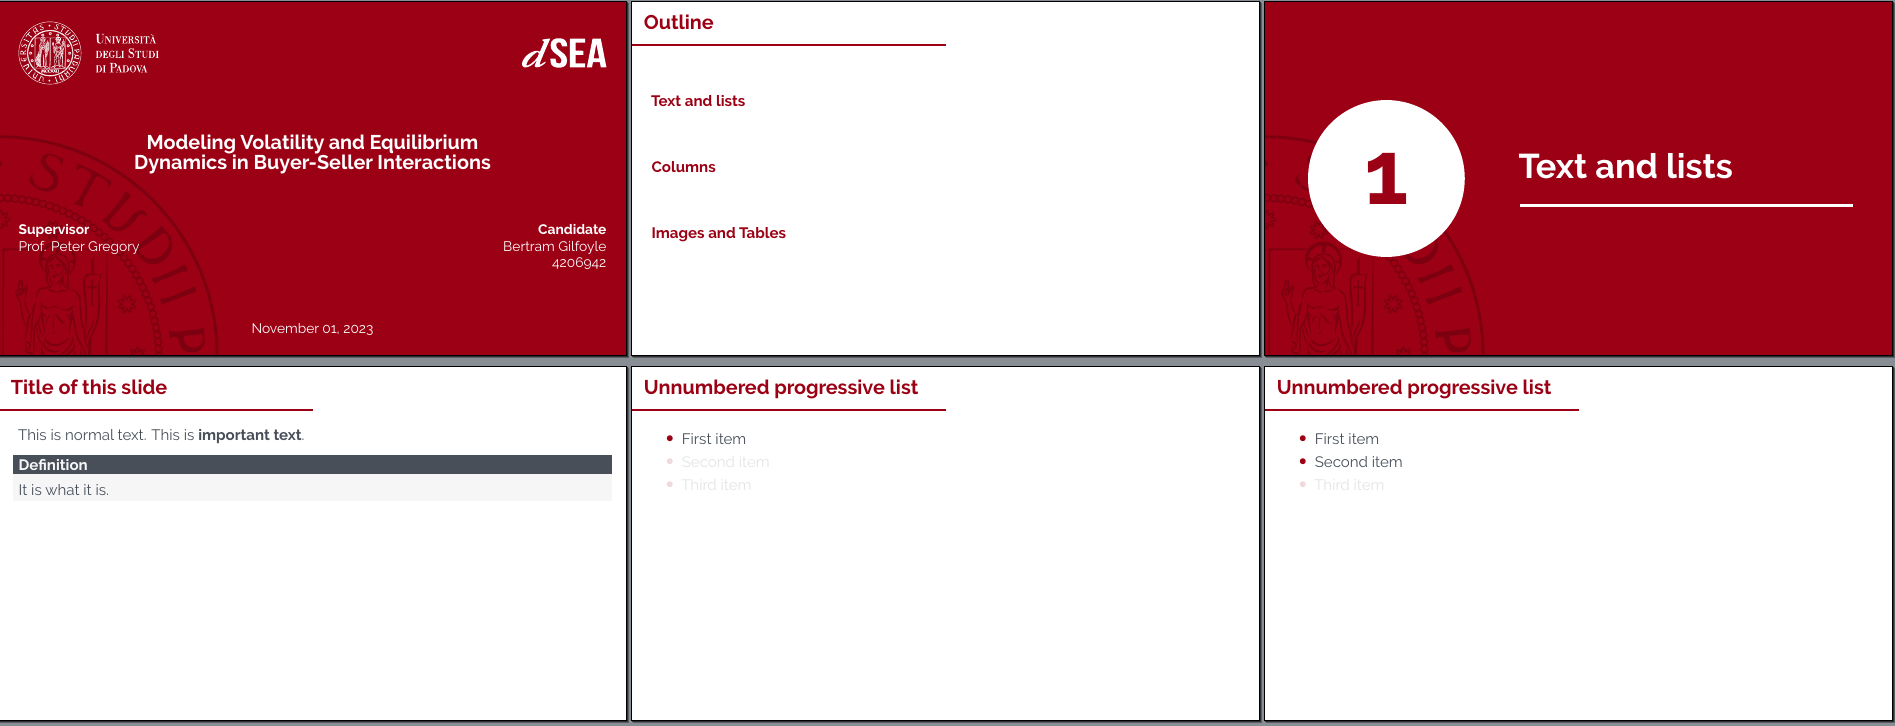 UNIVERSITÀ
DEGLI STUDI
DI PADOVA
dSEA
Modeling Volatility and Equilibrium
Dynamics in Buyer-Seller Interactions
Supervisor
Prof. Peter Gregory
Candidate
Bertram Gilfoyle
4206942
November 01, 2023
Outline
Text and lists
Columns
Images and Tables
1
Text and lists
Title of this slide
This is normal text. This is important text.
Definition
It is what it is.
Unnumbered progressive list
• First item
• Second item
• Third item
Unnumbered progressive list
• First item
• Second item
• Third item